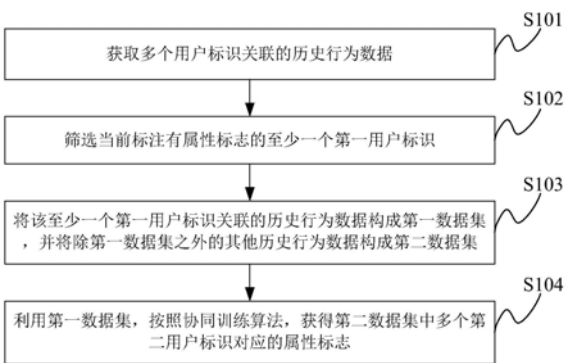 S101
获取多个用户标识关联的历史行为数据
S102
筛选当前标注有属性标志的至少一个第一用户标识
S103
将该至少一个第一用户标识关联的历史行为数据构成第一数据集
，并将除第一数据集之外的其他历史行为数据构成第二数据集
S104
利用第一数据集，按照协同训练算法，获得第二数据集中多个第
二用户标识对应的属性标志